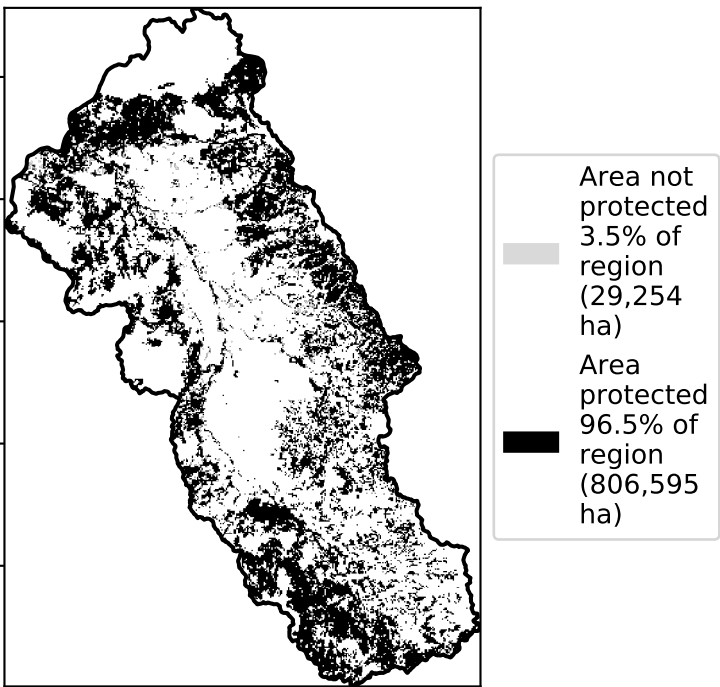 Area not
protected
3.5% of
region
(29,254
ha)
Area
protected
96.5% of
region
(806,595
ha)